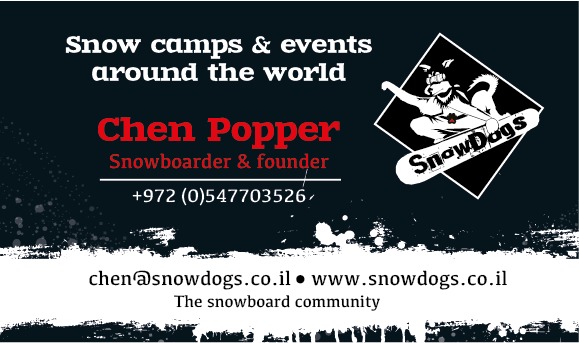 Snow camps & events
around the world
Chen Popper
Snowboarder & founder
+972 (0)547703526
SnowDogs
chen@snowdogs.co.il • www.snowdogs.co.il
The snowboard community